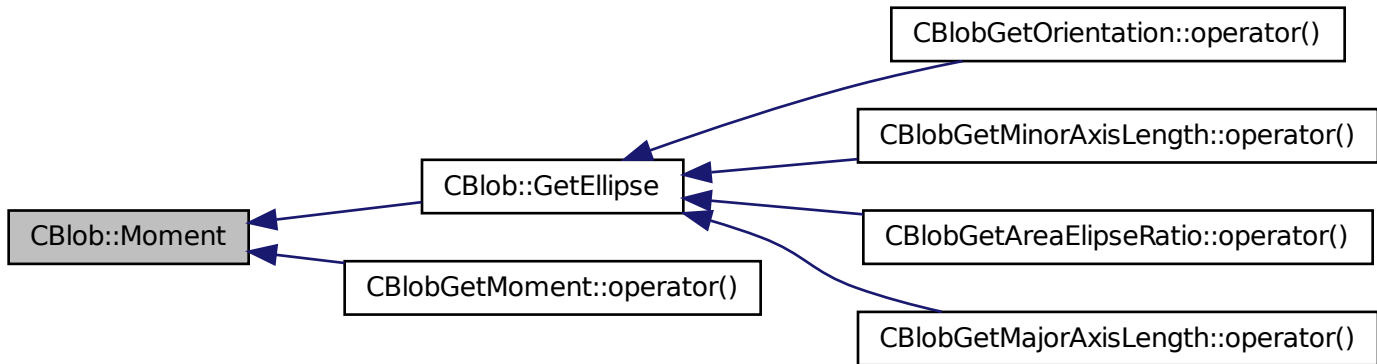 CBlobGetOrientation::operator()
CBlobGetMinorAxisLength::operator()
CBlob::GetEllipse
CBlob::Moment
CBlobGetAreaElipseRatio::operator()
CBlobGetMoment::operator()
CBlobGetMajorAxisLength::operator()